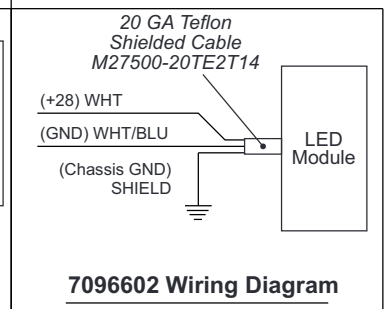 20 GA Teflon
Shielded Cable
M27500-20TE2T14
(+28) WHT
(GND) WHT/BLU
(Chassis GND)
SHIELD
LED
Module
7096602 Wiring Diagram